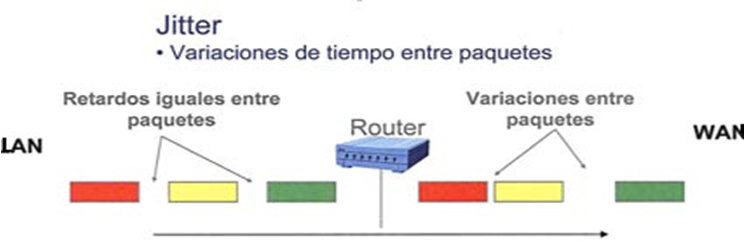 Jitter
• Variaciones de tiempo entre paquetes
Retardos iguales entre
paquetes
Variaciones entre
paquetes
Router
LAN
WAN